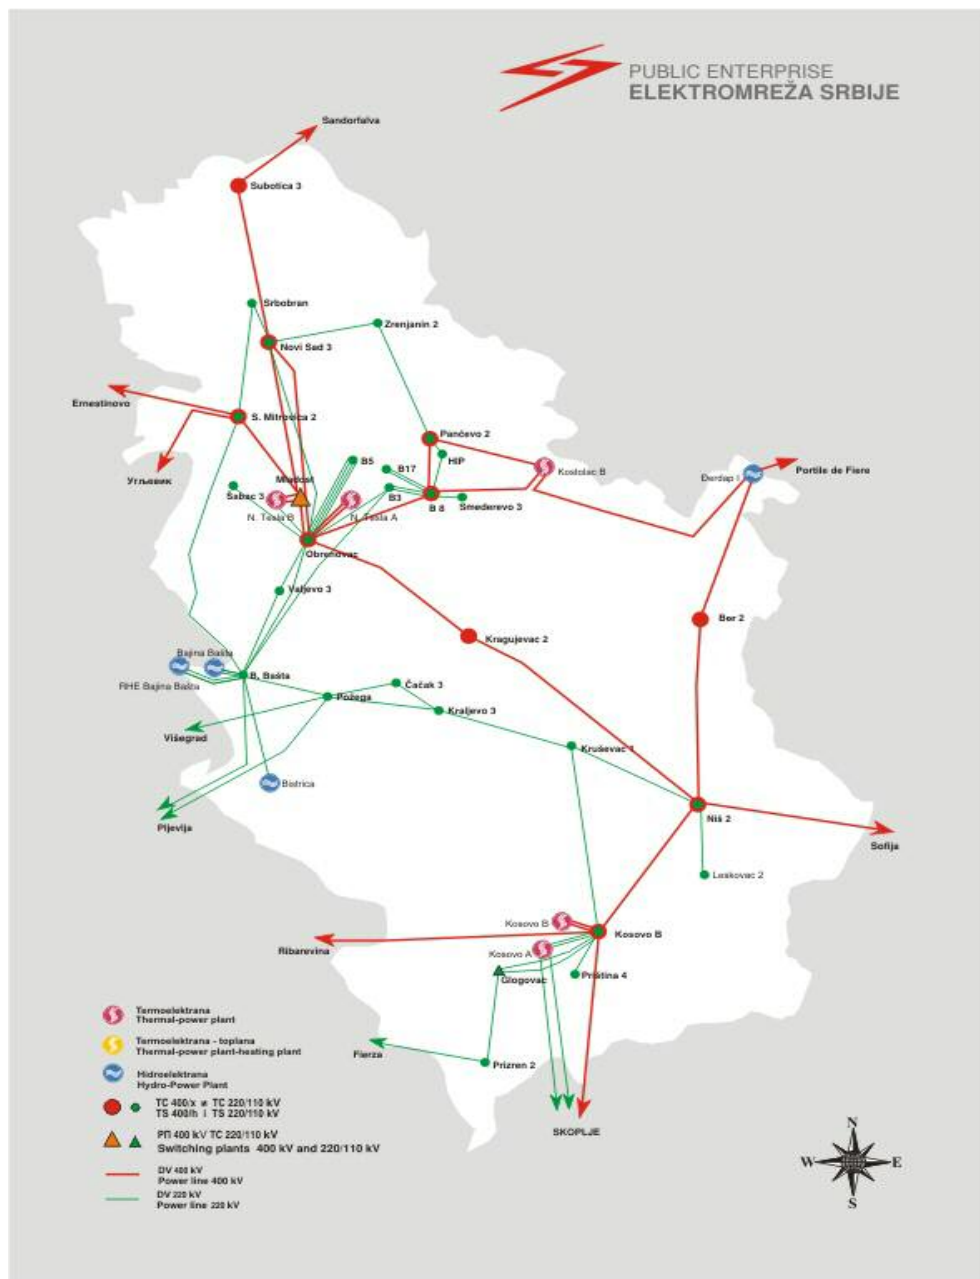 PUBLIC ENTERPRISE
ELEKTROMREŽA SRBIJE
Sandorfalva
Subotica 3
Srbobran
Zrenjanin 2
Novi Sad 3
Ernestinovo
S. Mitrovica 2
Pančevo 2
B5
B17
HIP
Kostolac B
Portile de Fiere
Đerdap I
Угљевик
Mladost
Šabac 3
B3
N. Tesla B
N. Tesla A
B 8
Smederevo 3
Obrenovac
Valjevo 3
Bor 2
Kragujevac 2
Bajina Bašta
B. Bašta
RHE Bajina Bašta
Čačak 3
Požega
Kraljevo 3
Višegrad
Kruševac 1
Bistrica
Pljevlja
Niš 2
Sofija
Leskovac 2
Kosovo B
Kosovo B
Ribarevina
Kosovo A
Glogovac
Priština 4
Fierza
Prizren 2
SKOPLJE
Termoelektrana
Thermal-power plant
Termoelektrana - toplana
Thermal-power plant-heating plant
Hidroelektrana
Hydro-Power Plant
ТС 400/x и ТС 220/110 kV
TS 400/h i TS 220/110 kV
РП 400 kV ТС 220/110 kV
Switching plants 400 kV and 220/110 kV
DV 400 kV
Power line 400 kV
DV 220 kV
Power line 220 kV
N
W
E
S